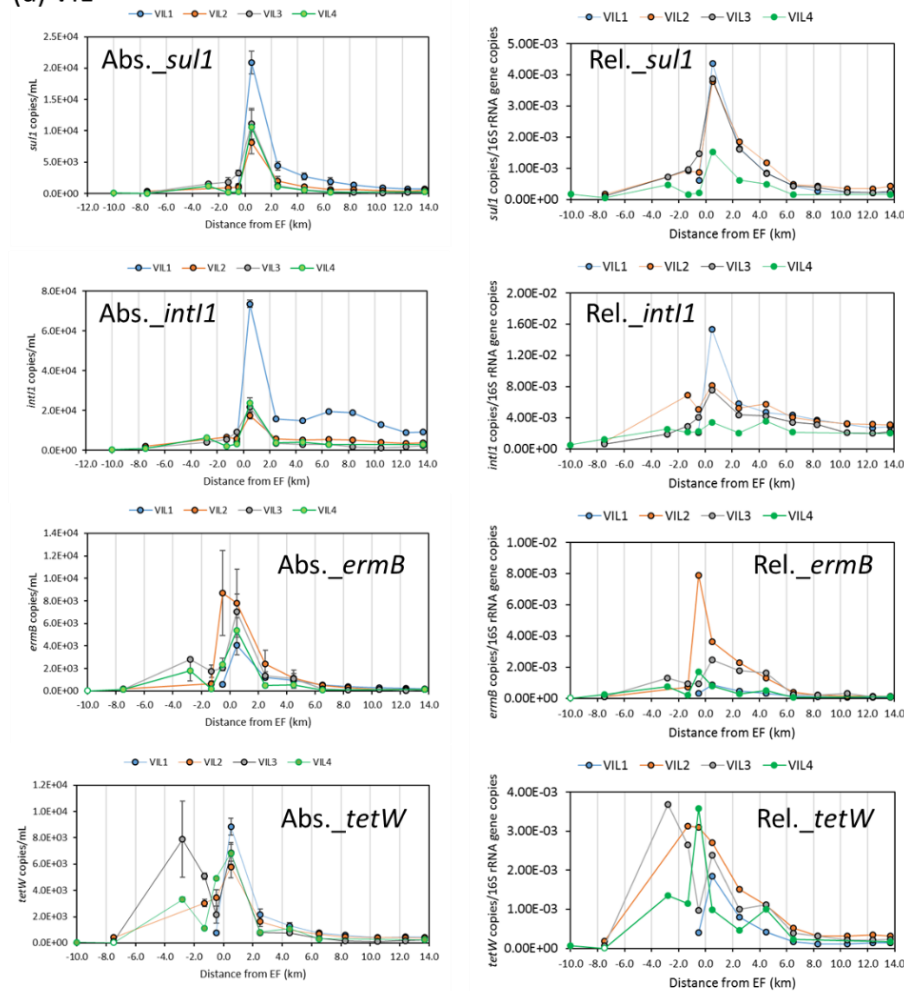 (a) VIL
VIL1 VIL2 VIL3 VIL4
Abs._sul1
2.5E+04
2.0E+04
1.5E+04
1.0E+04
5.0E+03
0.0E+00
sul1 copies/mL
-12.0 -10.0 -8.0 -6.0 -4.0 -2.0 0.0 2.0 4.0 6.0 8.0 10.0 12.0 14.0
Distance from EF (km)
VIL1 VIL2 VIL3 VIL4
Rel._sul1
5.00E-03
4.00E-03
3.00E-03
2.00E-03
1.00E-03
0.00E+00
sul1 copies/16S rRNA gene copies
-10.0 -8.0 -6.0 -4.0 -2.0 0.0 2.0 4.0 6.0 8.0 10.0 12.0 14.0
Distance from EF (km)
VIL1 VIL2 VIL3 VIL4
Abs._intl1
8.0E+04
6.0E+04
4.0E+04
2.0E+04
0.0E+00
intl1 copies/mL
-12.0 -10.0 -8.0 -6.0 -4.0 -2.0 0.0 2.0 4.0 6.0 8.0 10.0 12.0 14.0
Distance from EF (km)
VIL1 VIL2 VIL3 VIL4
Rel._intl1
2.00E-02
1.60E-02
1.20E-02
8.00E-03
4.00E-03
0.00E+00
intl1 copies/16S rRNA gene copies
-10.0 -8.0 -6.0 -4.0 -2.0 0.0 2.0 4.0 6.0 8.0 10.0 12.0 14.0
Distance from EF (km)
VIL1 VIL2 VIL3 VIL4
Abs._ermB
1.4E+04
1.2E+04
1.0E+04
8.0E+03
6.0E+03
4.0E+03
2.0E+03
0.0E+00
ermB copies/mL
-10.0 -8.0 -6.0 -4.0 -2.0 0.0 2.0 4.0 6.0 8.0 10.0 12.0 14.0
Distance from EF (km)
VIL1 VIL2 VIL3 VIL4
Rel._ermB
1.00E-02
8.00E-03
6.00E-03
4.00E-03
2.00E-03
0.00E+00
ermB copies/16S rRNA gene copies
-10.0 -8.0 -6.0 -4.0 -2.0 0.0 2.0 4.0 6.0 8.0 10.0 12.0 14.0
Distance from EF (km)
VIL1 VIL2 VIL3 VIL4
Abs._tetW
1.2E+04
1.0E+04
8.0E+03
6.0E+03
4.0E+03
2.0E+03
0.0E+00
tetW copies/mL
-10.0 -8.0 -6.0 -4.0 -2.0 0.0 2.0 4.0 6.0 8.0 10.0 12.0 14.0
Distance from EF (km)
VIL1 VIL2 VIL3 VIL4
Rel._tetW
4.00E-03
3.00E-03
2.00E-03
1.00E-03
0.00E+00
tetW copies/16S rRNA gene copies
-10.0 -8.0 -6.0 -4.0 -2.0 0.0 2.0 4.0 6.0 8.0 10.0 12.0 14.0
Distance from EF (km)